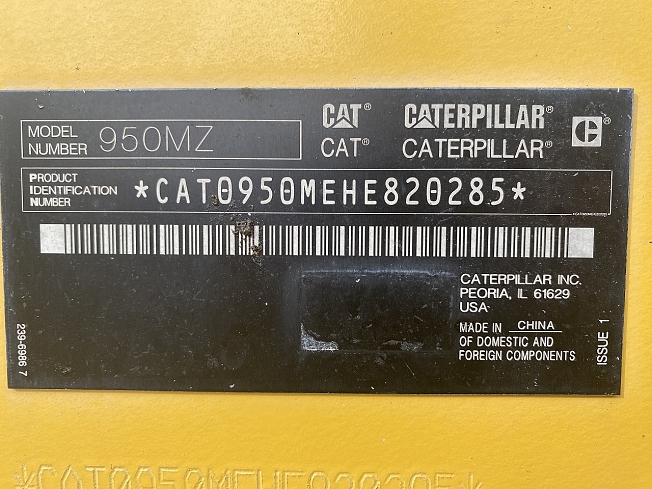 MODEL NUMBER 950MZ
CAT® CATERPILLAR®
CAT® CATERPILLAR®
C
PRODUCT
IDENTIFICATION
NUMBER
*CAT0950MEHE820285*
CATERPILLAR INC.
PEORIA, IL 61629
USA
MADE IN CHINA
OF DOMESTIC AND
FOREIGN COMPONENTS
ISSUE 1
239-6986 7
*CAT0950MEHE820285*